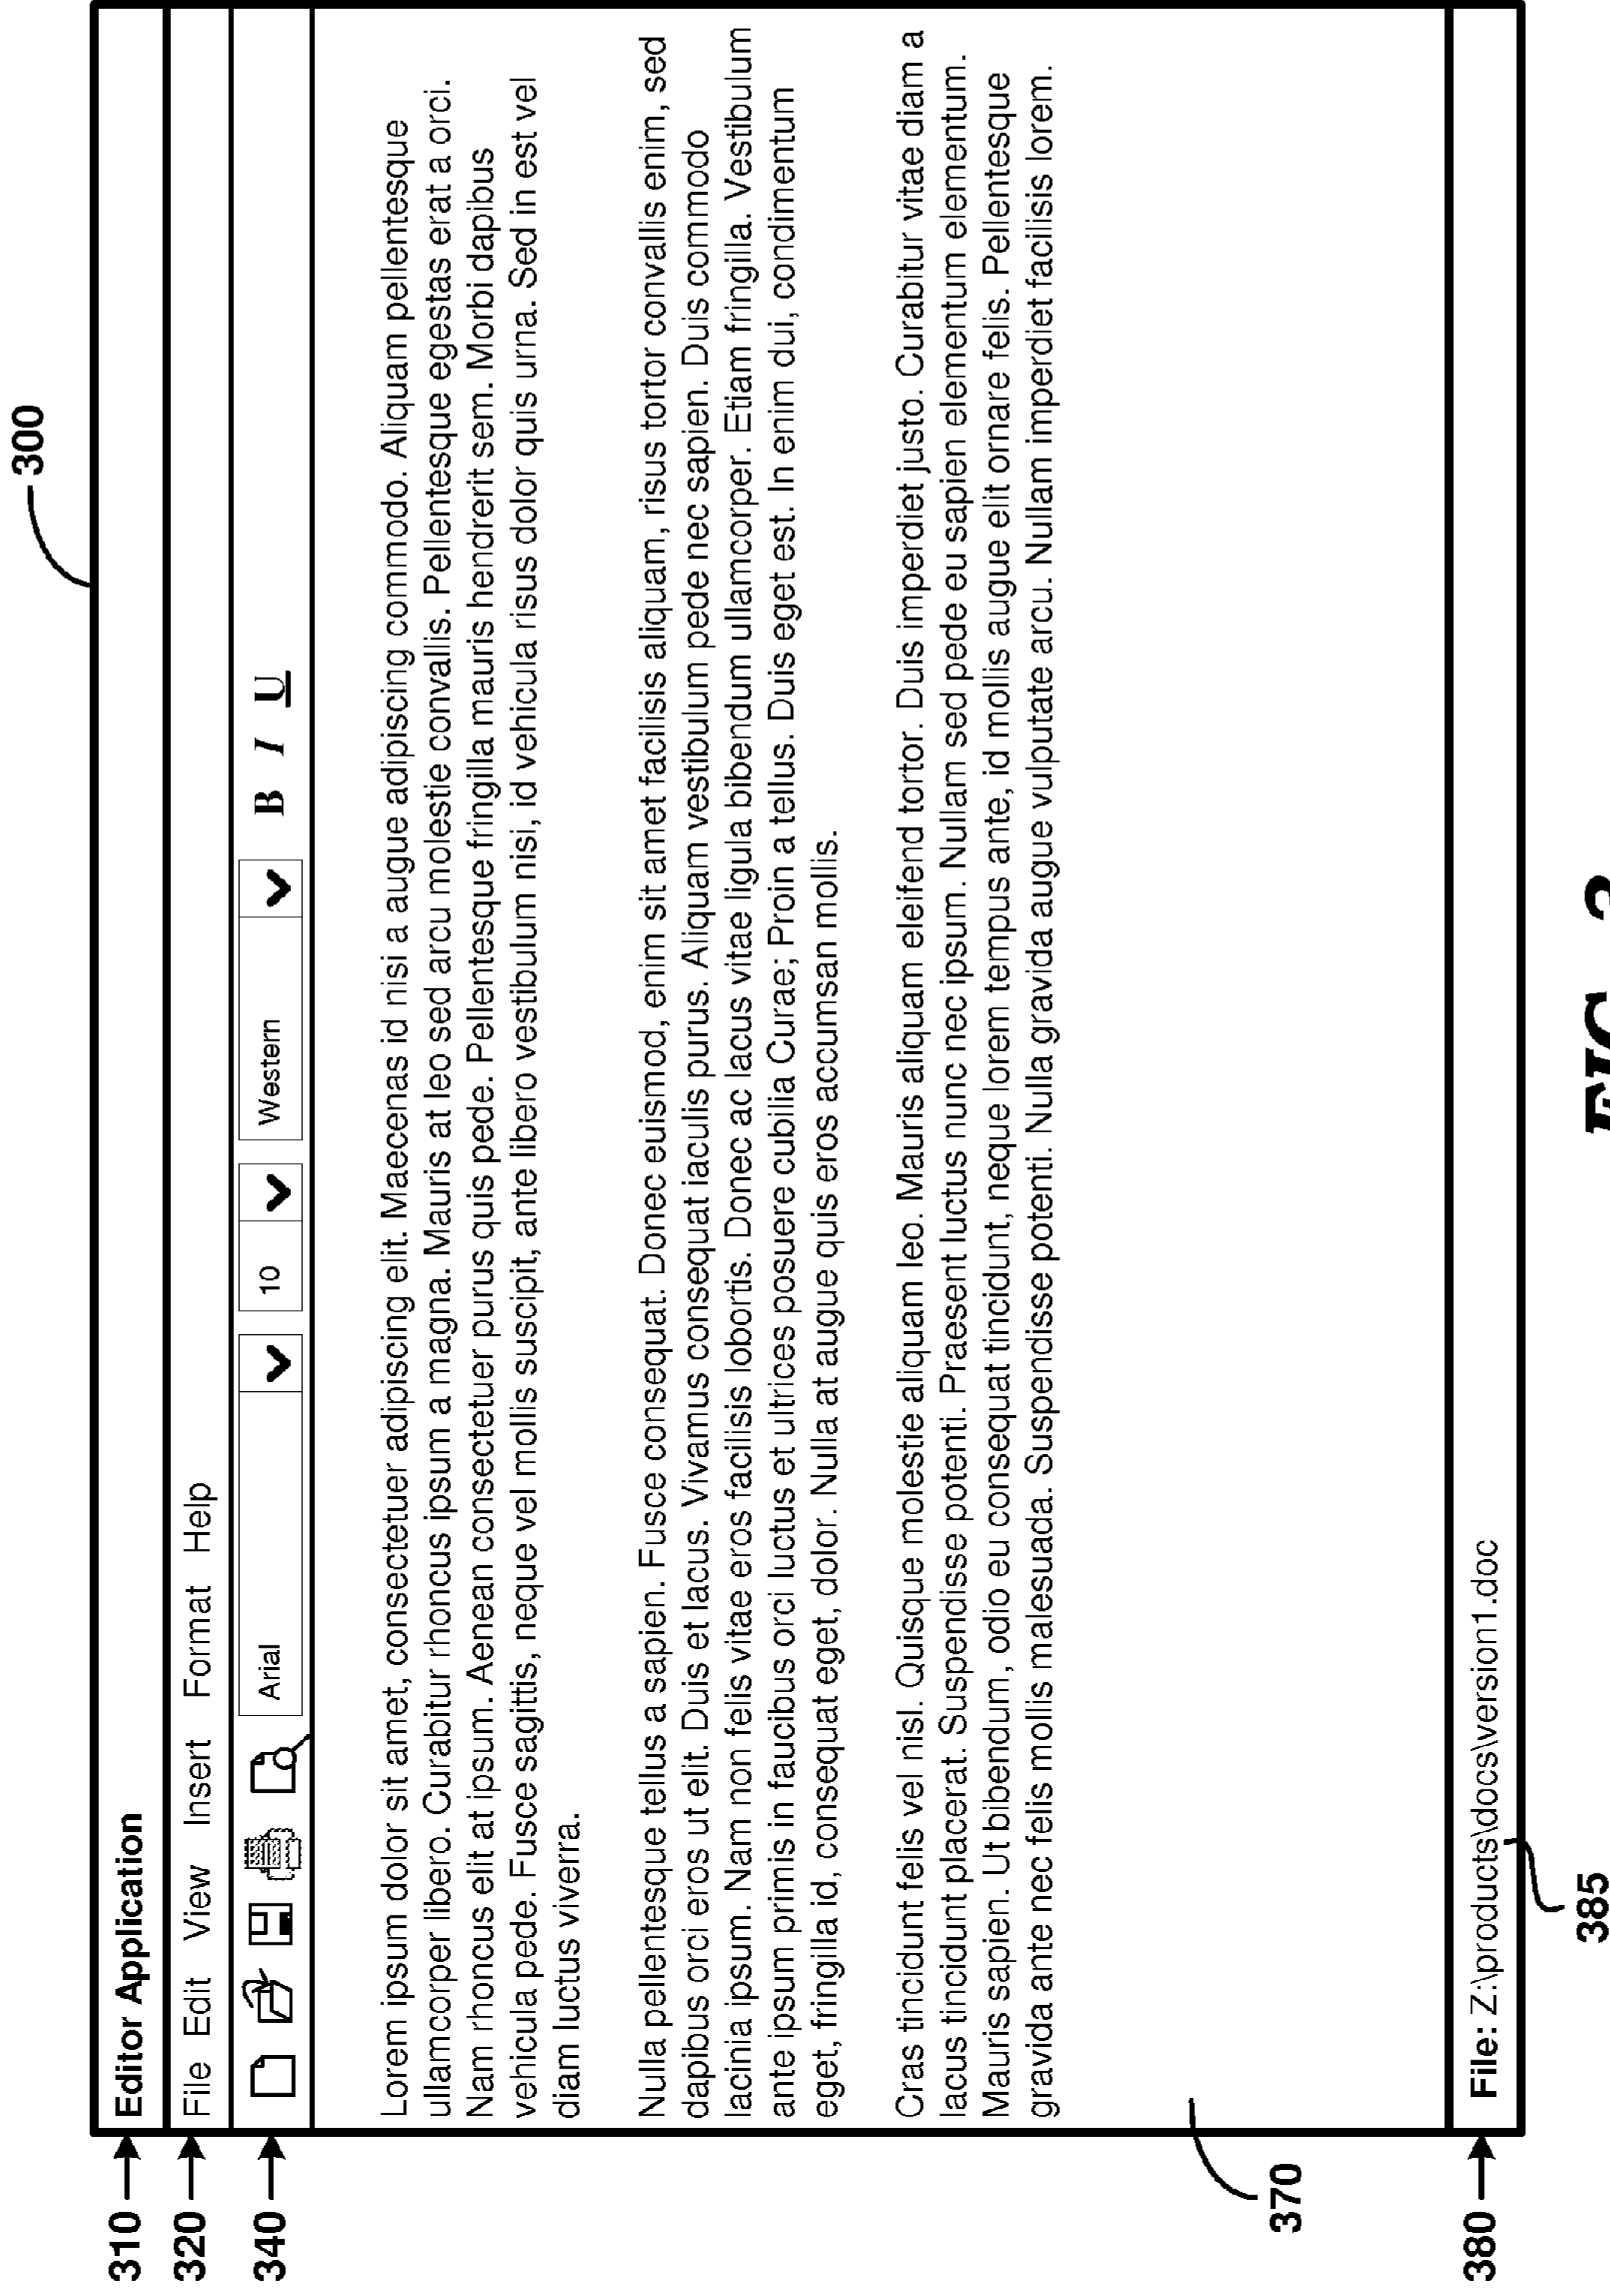 300
310
Editor Application
320
File Edit View Insert Format Help
340
Arial 10 Western B I U
Lorem ipsum dolor sit amet, consectetuer adipiscing elit. Maecenas id nisi a augue adipiscing commodo. Aliquam pellentesque
ullamcorper libero. Curabitur rhoncus ipsum a magna. Mauris at leo sed arcu molestie convallis. Pellentesque egestas erat a orci.
Nam rhoncus elit at ipsum. Aenean consectetuer purus quis pede. Pellentesque fringilla mauris hendrerit sem. Morbi dapibus
vehicula pede. Fusce sagittis, neque vel mollis suscipit, ante libero vestibulum nisi, id vehicula risus dolor quis urna. Sed in est vel
diam luctus viverra.
Nulla pellentesque tellus a sapien. Fusce consequat. Donec euismod, enim sit amet facilisis aliquam, risus tortor convallis enim, sed
dapibus orci eros ut elit. Duis et lacus. Vivamus consequat iaculis purus. Aliquam vestibulum pede nec sapien. Duis commodo
lacinia ipsum. Nam non felis vitae eros facilisis lobortis. Donec ac lacus vitae ligula bibendum ullamcorper. Etiam fringilla. Vestibulum
ante ipsum primis in faucibus orci luctus et ultrices posuere cubilia Curae; Proin a tellus. Duis eget est. In enim dui, condimentum
eget, fringilla id, consequat eget, dolor. Nulla at augue quis eros accumsan mollis.
Cras tincidunt felis vel nisl. Quisque molestie aliquam leo. Mauris aliquam eleifend tortor. Duis imperdiet justo. Curabitur vitae diam a
lacus tincidunt placerat. Suspendisse potenti. Praesent luctus nunc nec ipsum. Nullam sed pede eu sapien elementum elementum.
Mauris sapien. Ut bibendum, odio eu consequat tincidunt, neque lorem tempus ante, id mollis augue elit ornare felis. Pellentesque
gravida ante nec felis mollis malesuada. Suspendisse potenti. Nulla gravida augue vulputate arcu. Nullam imperdiet facilisis lorem.
370
380
File: Z:\products\docs\version1.doc
385